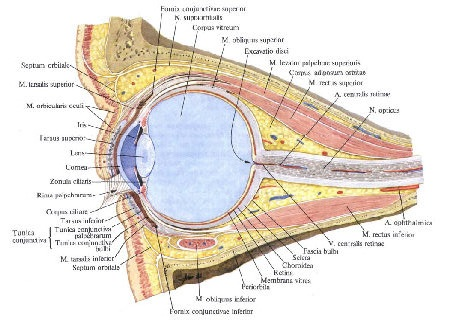 Fornix conjunctivae superior
N. supraorbitalis
Corpus vitreum
M. obliquus superior
Excavatio disci
M. levator palpebrae superioris
Corpus adiposum orbitae
M. rectus superior
A. centralis retinae
N. opticus
Septum orbitale
M. tarsalis superior
M. orbicularis oculi
Iris
Tarsus superior
Lens
Cornea
Zonula ciliaris
Rima palpebrarum
Corpus ciliare
Tarsus inferior
Tunica conjunctiva
Tunica conjunctiva palpebrarum
Tunica conjunctiva bulbi
M. tarsalis inferior
Septum orbitale
Fornix conjunctivae inferior
M. obliquus inferior
Periorbita
Membrana vitrea
Retina
Choroidea
Sclera
Fascia bulbi
V. centralis retinae
M. rectus inferior
A. ophthalmica